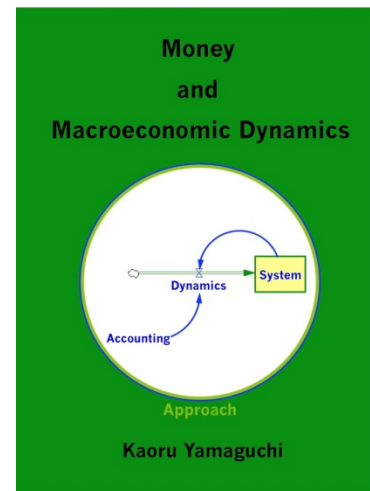 Money
and
Macroeconomic Dynamics
System
Dynamics
Accounting
Approach
Kaoru Yamaguchi